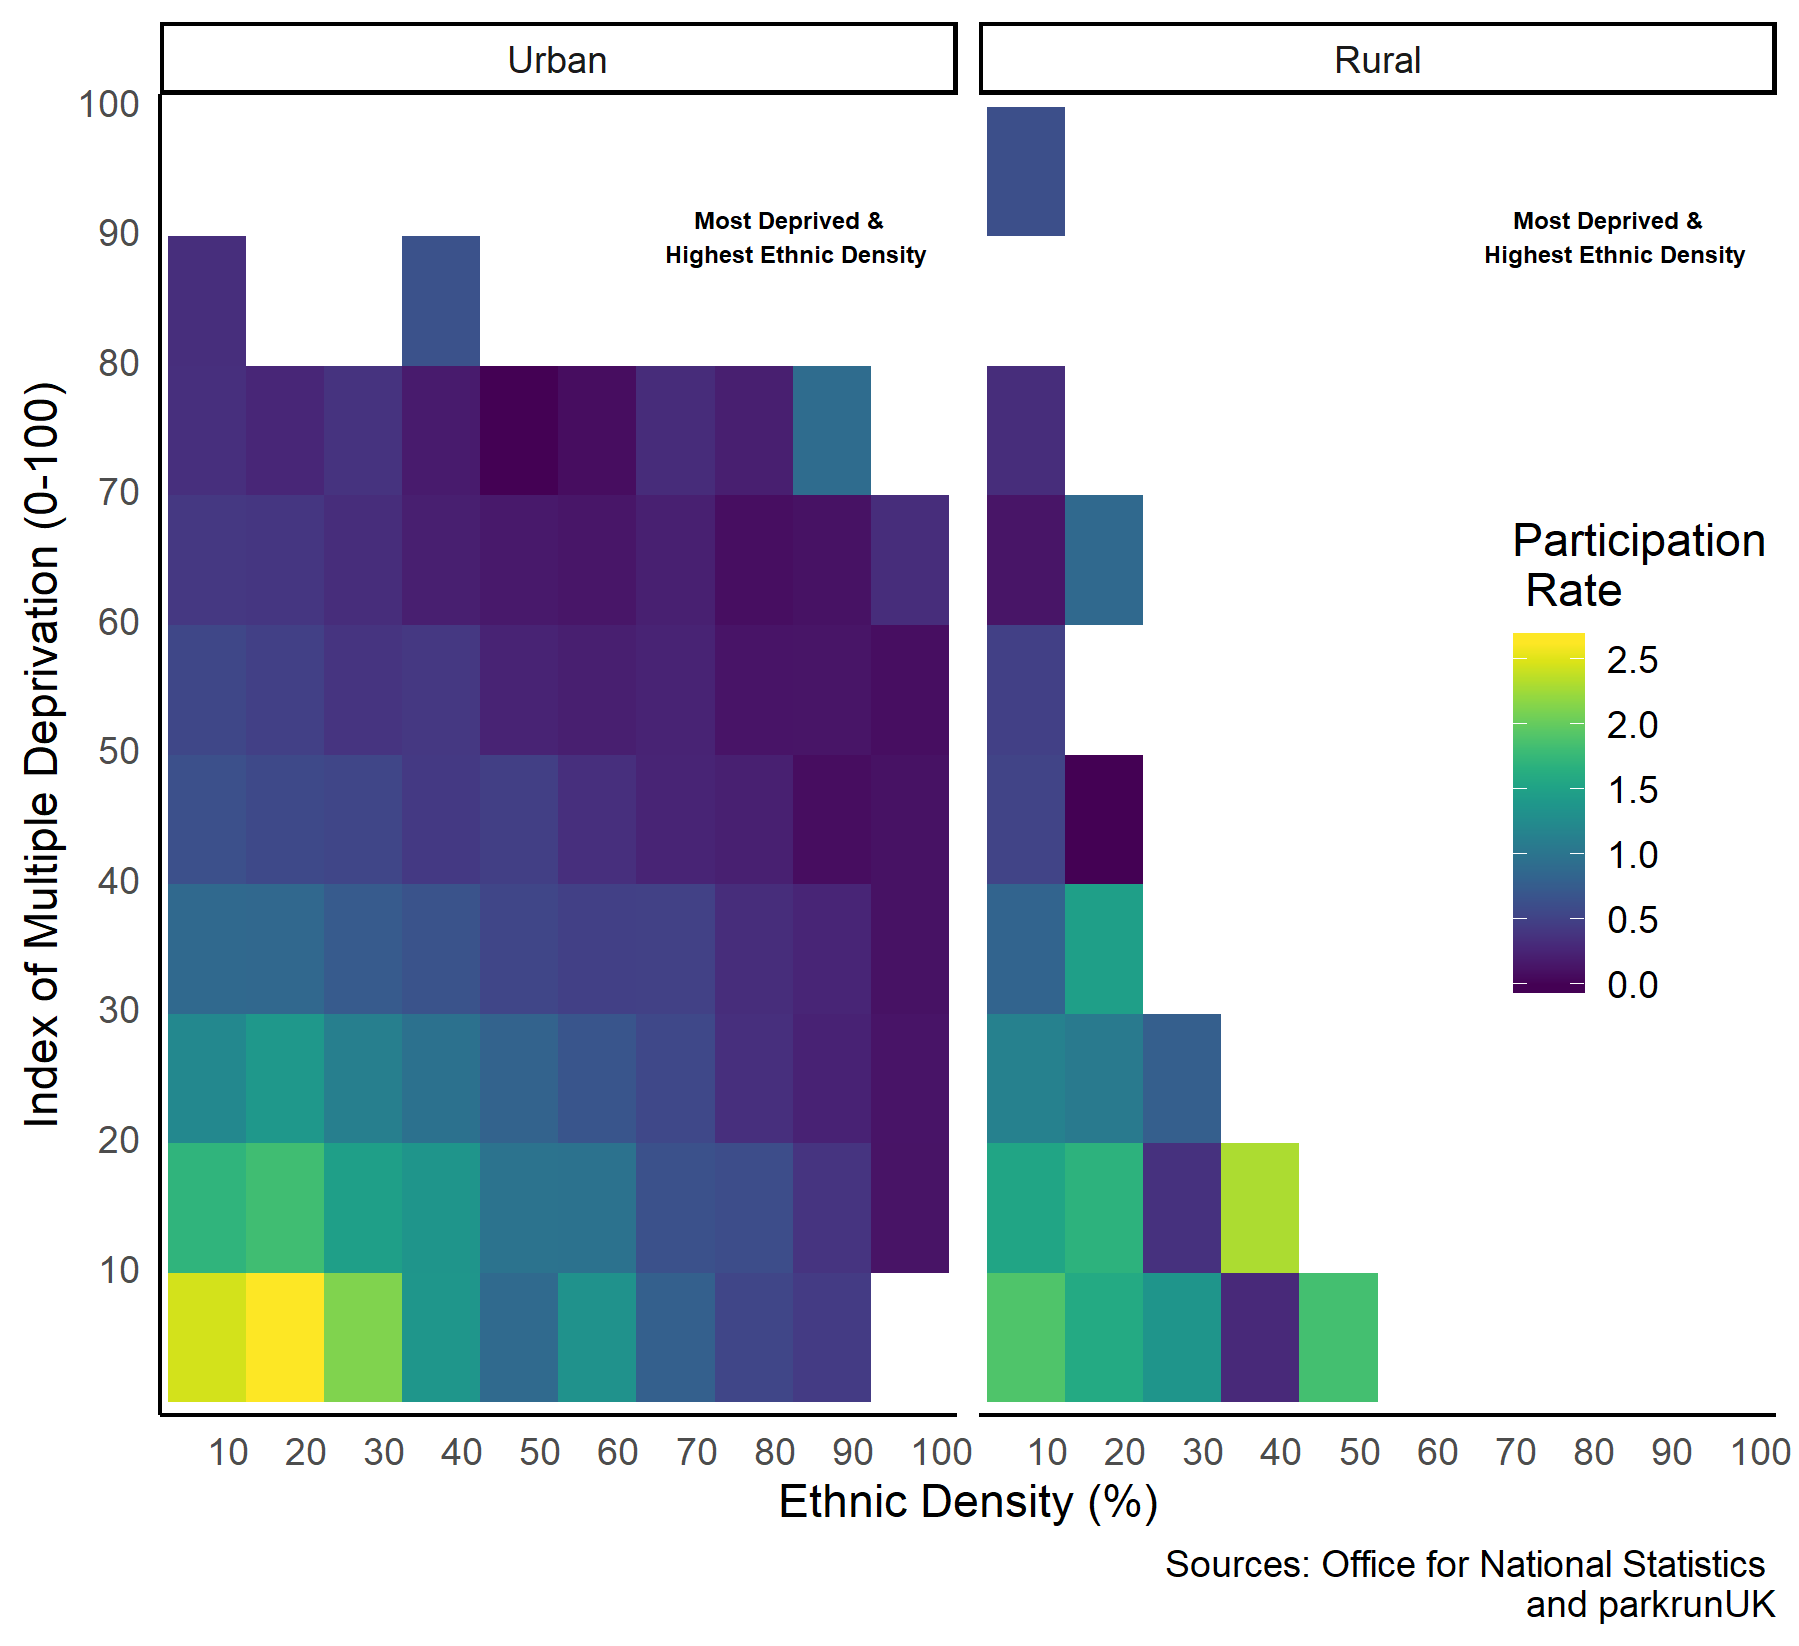 Urban
Rural
100
90
80
70
60
50
40
30
20
10
Index of Multiple Deprivation (0-100)
Most Deprived &
Highest Ethnic Density
Most Deprived &
Highest Ethnic Density
Participation
Rate
2.5
2.0
1.5
1.0
0.5
0.0
10 20 30 40 50 60 70 80 90 100
10 20 30 40 50 60 70 80 90 100
Ethnic Density (%)
Sources: Office for National Statistics
and parkrunUK